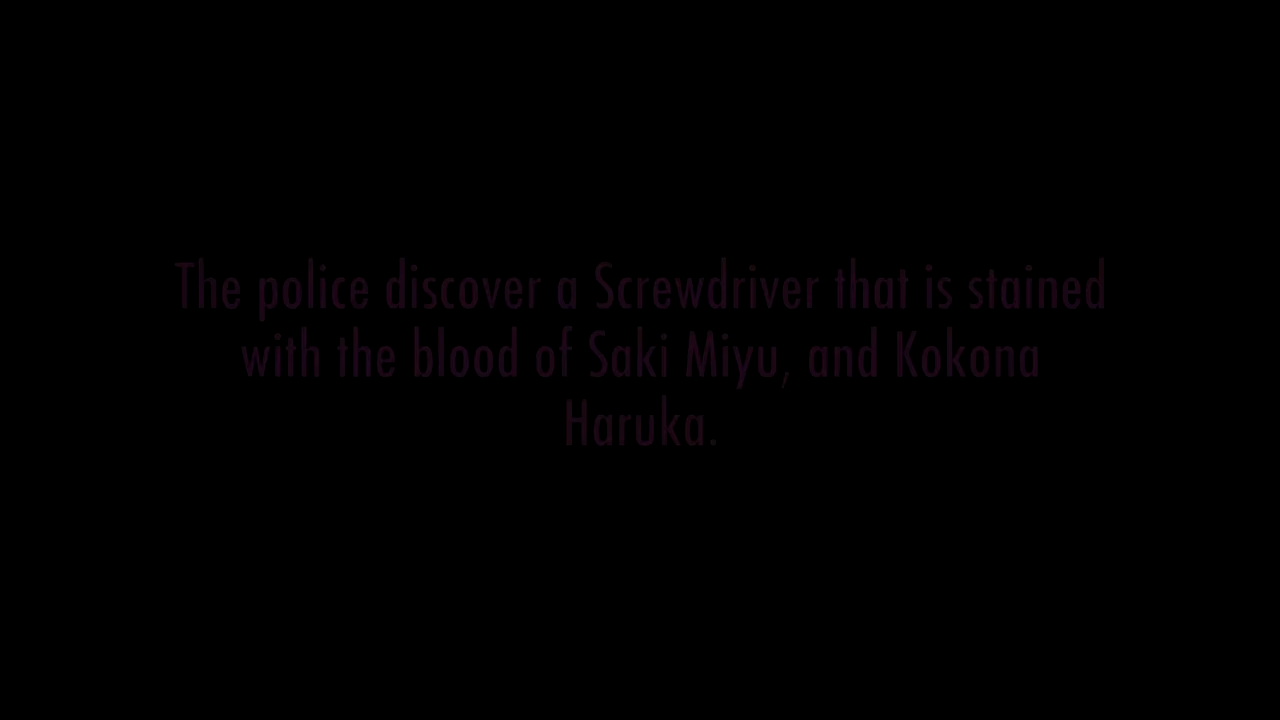 The police discover a Screwdriver that is stained
with the blood of Saki Miyu, and Kokona
Haruka.